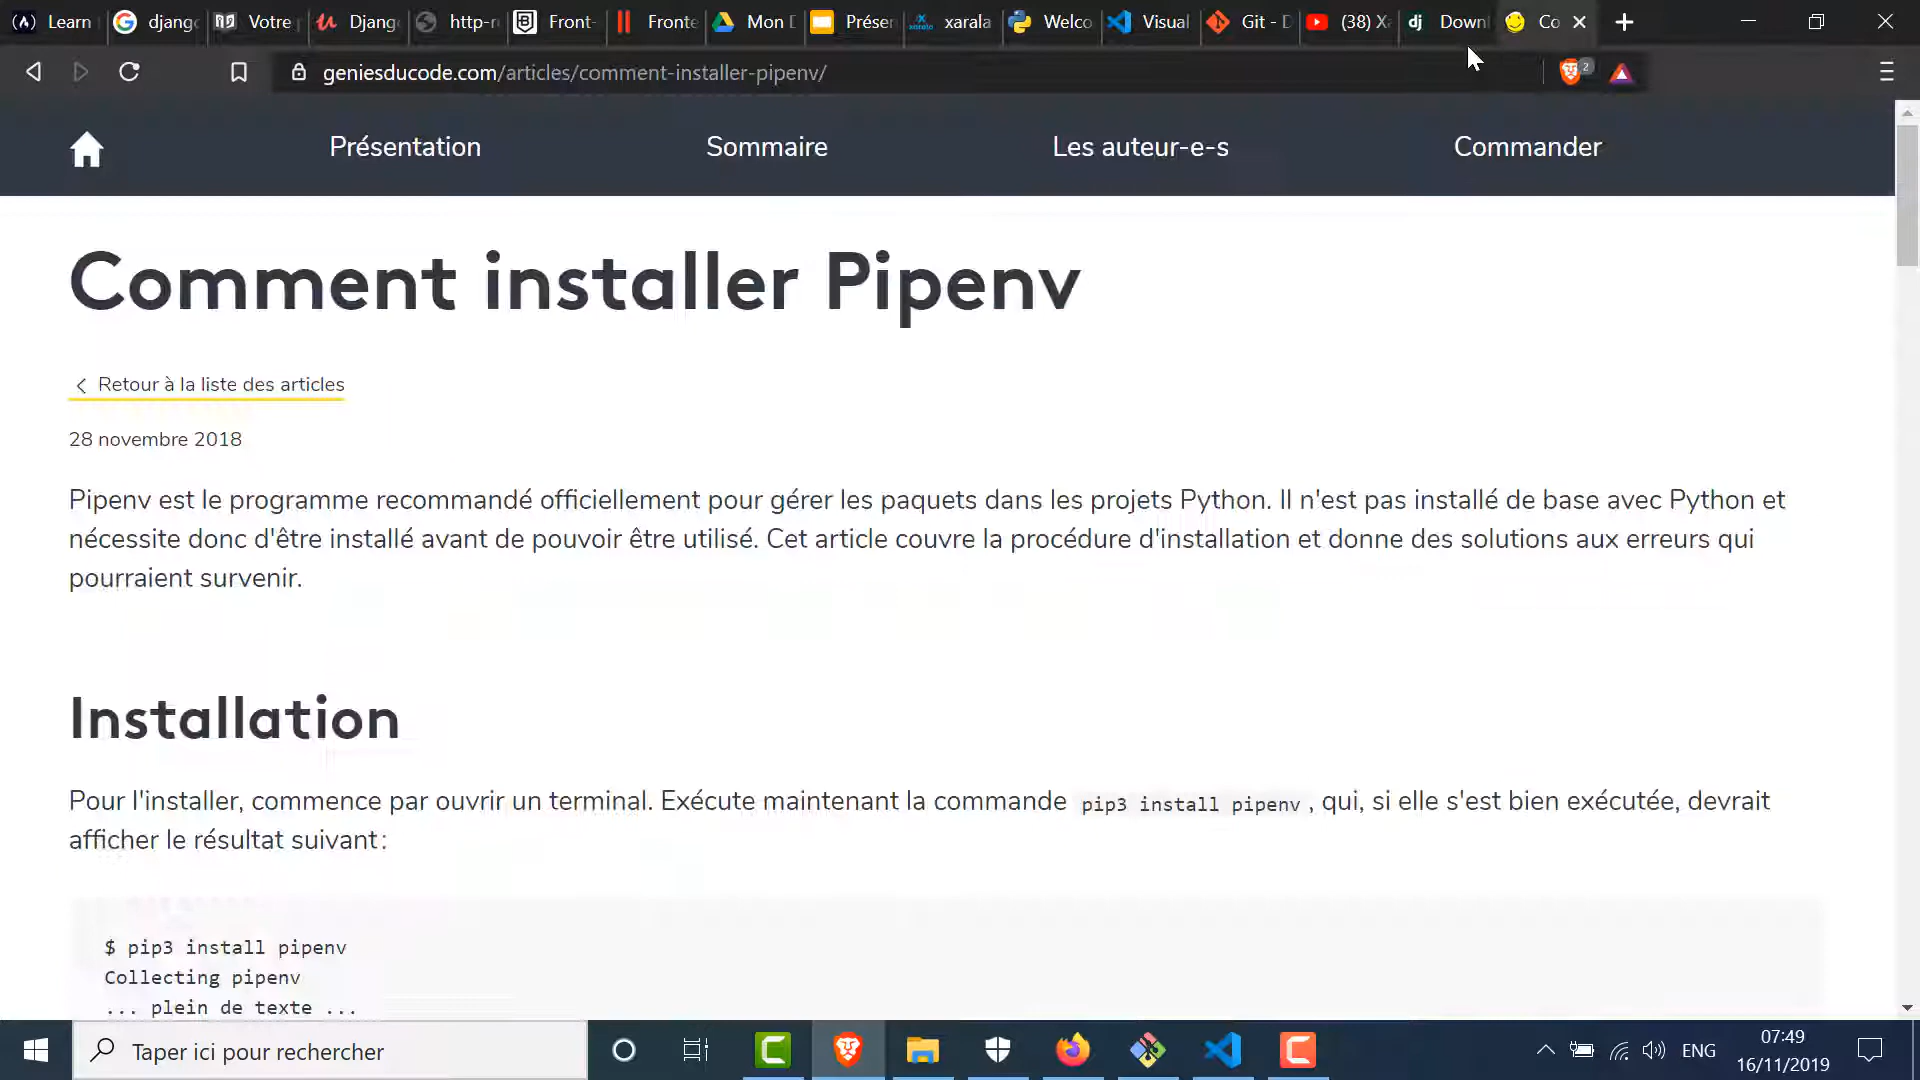 Learn
djang
Votre
Djang
http-r
Front-
Fronte
Mon D
Présen
xarala
Welco
Visual
Git - D
(38) Xa
Down
Co
geniesducode.com/articles/comment-installer-pipenv/
2
Présentation
Sommaire
Les auteur-e-s
Commander
Comment installer Pipenv
Retour à la liste des articles
28 novembre 2018
Pipenv est le programme recommandé officiellement pour gérer les paquets dans les projets Python. Il n'est pas installé de base avec Python et
nécessite donc d'être installé avant de pouvoir être utilisé. Cet article couvre la procédure d'installation et donne des solutions aux erreurs qui
pourraient survenir.
Installation
Pour l'installer, commence par ouvrir un terminal. Exécute maintenant la commande pip3 install pipenv , qui, si elle s'est bien exécutée, devrait
afficher le résultat suivant :
$ pip3 install pipenv
Collecting pipenv
... plein de texte ...
Taper ici pour rechercher
ENG
07:49
16/11/2019